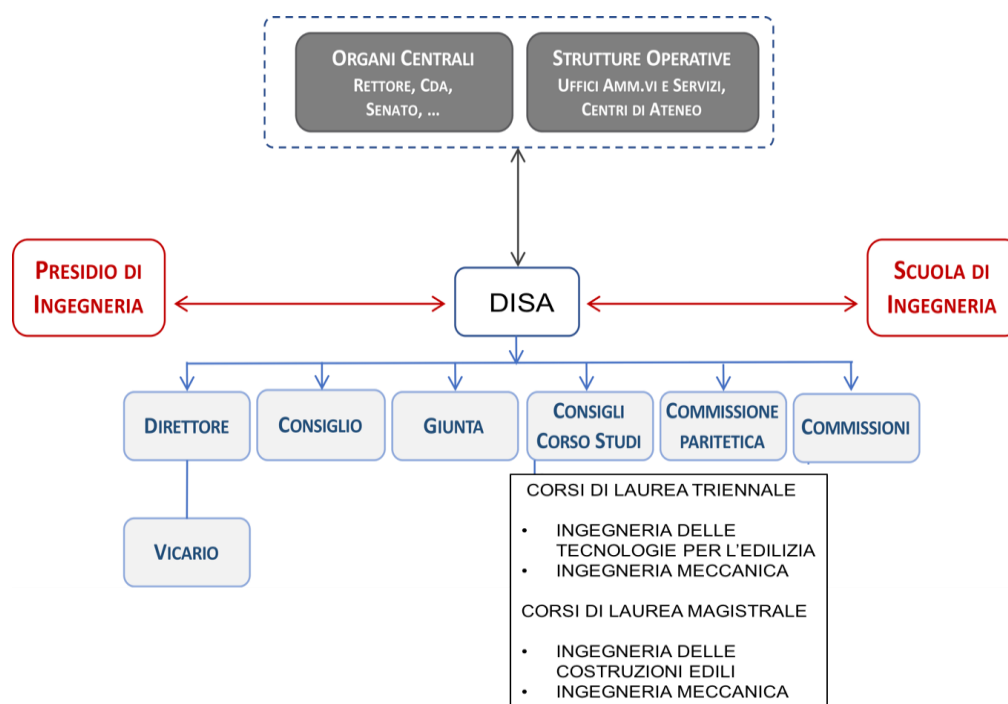 ORGANI CENTRALI
RETTORE, CDA,
SENATO, ...
STRUTTURE OPERATIVE
UFFICI AMM.VI E SERVIZI,
CENTRI DI ATENEO
PRESIDIO DI
INGEGNERIA
DISA
SCUOLA DI
INGEGNERIA
DIRETTORE
CONSIGLIO
GIUNTA
CONSIGLI
CORSO STUDI
COMMISSIONE
PARITETICA
COMMISSIONI
VICARIO
CORSI DI LAUREA TRIENNALE
• INGEGNERIA DELLE
TECNOLOGIE PER L'EDILIZIA
• INGEGNERIA MECCANICA
CORSI DI LAUREA MAGISTRALE
• INGEGNERIA DELLE
COSTRUZIONI EDILI
• INGEGNERIA MECCANICA